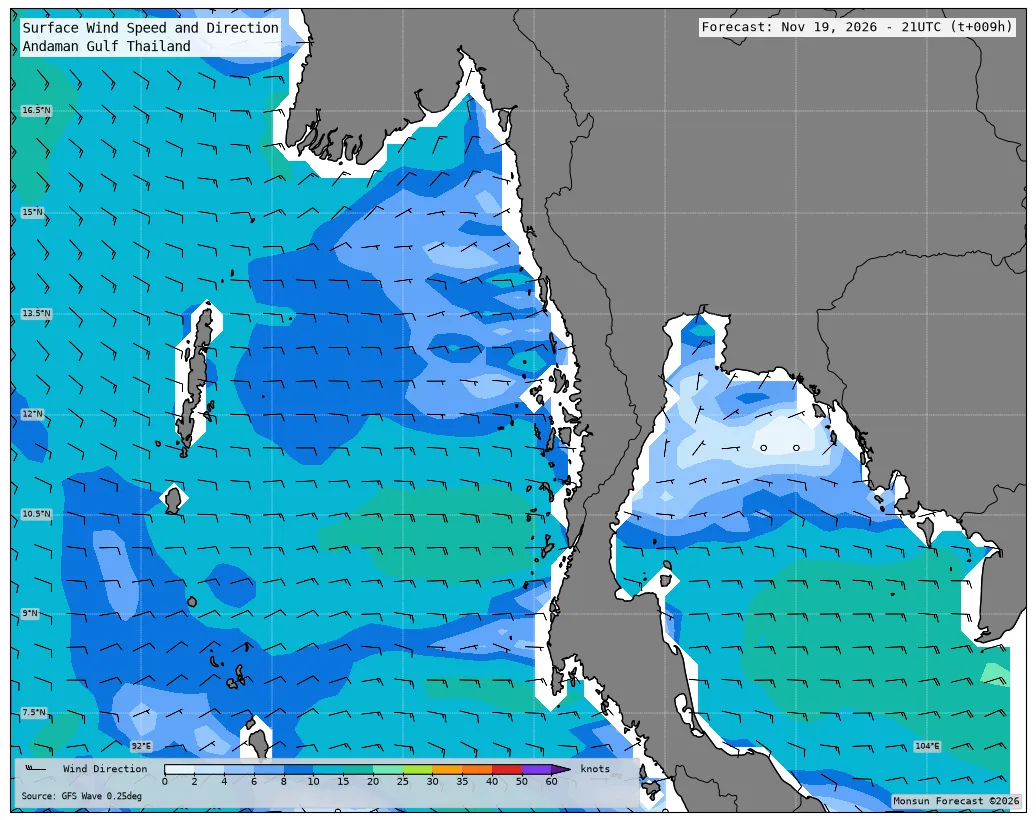 Surface Wind Speed and Direction
Andaman Gulf Thailand
Forecast: Nov 19, 2026 - 21UTC (t+009h)
16.5°N
15°N
13.5°N
12°N
10.5°N
9°N
7.5°N
92°E
104°E
Wind Direction
0 2 4 6 8 10 15 20 25 30 35 40 50 60
knots
Source: GFS Wave 0.25deg
Monsun Forecast ©2026